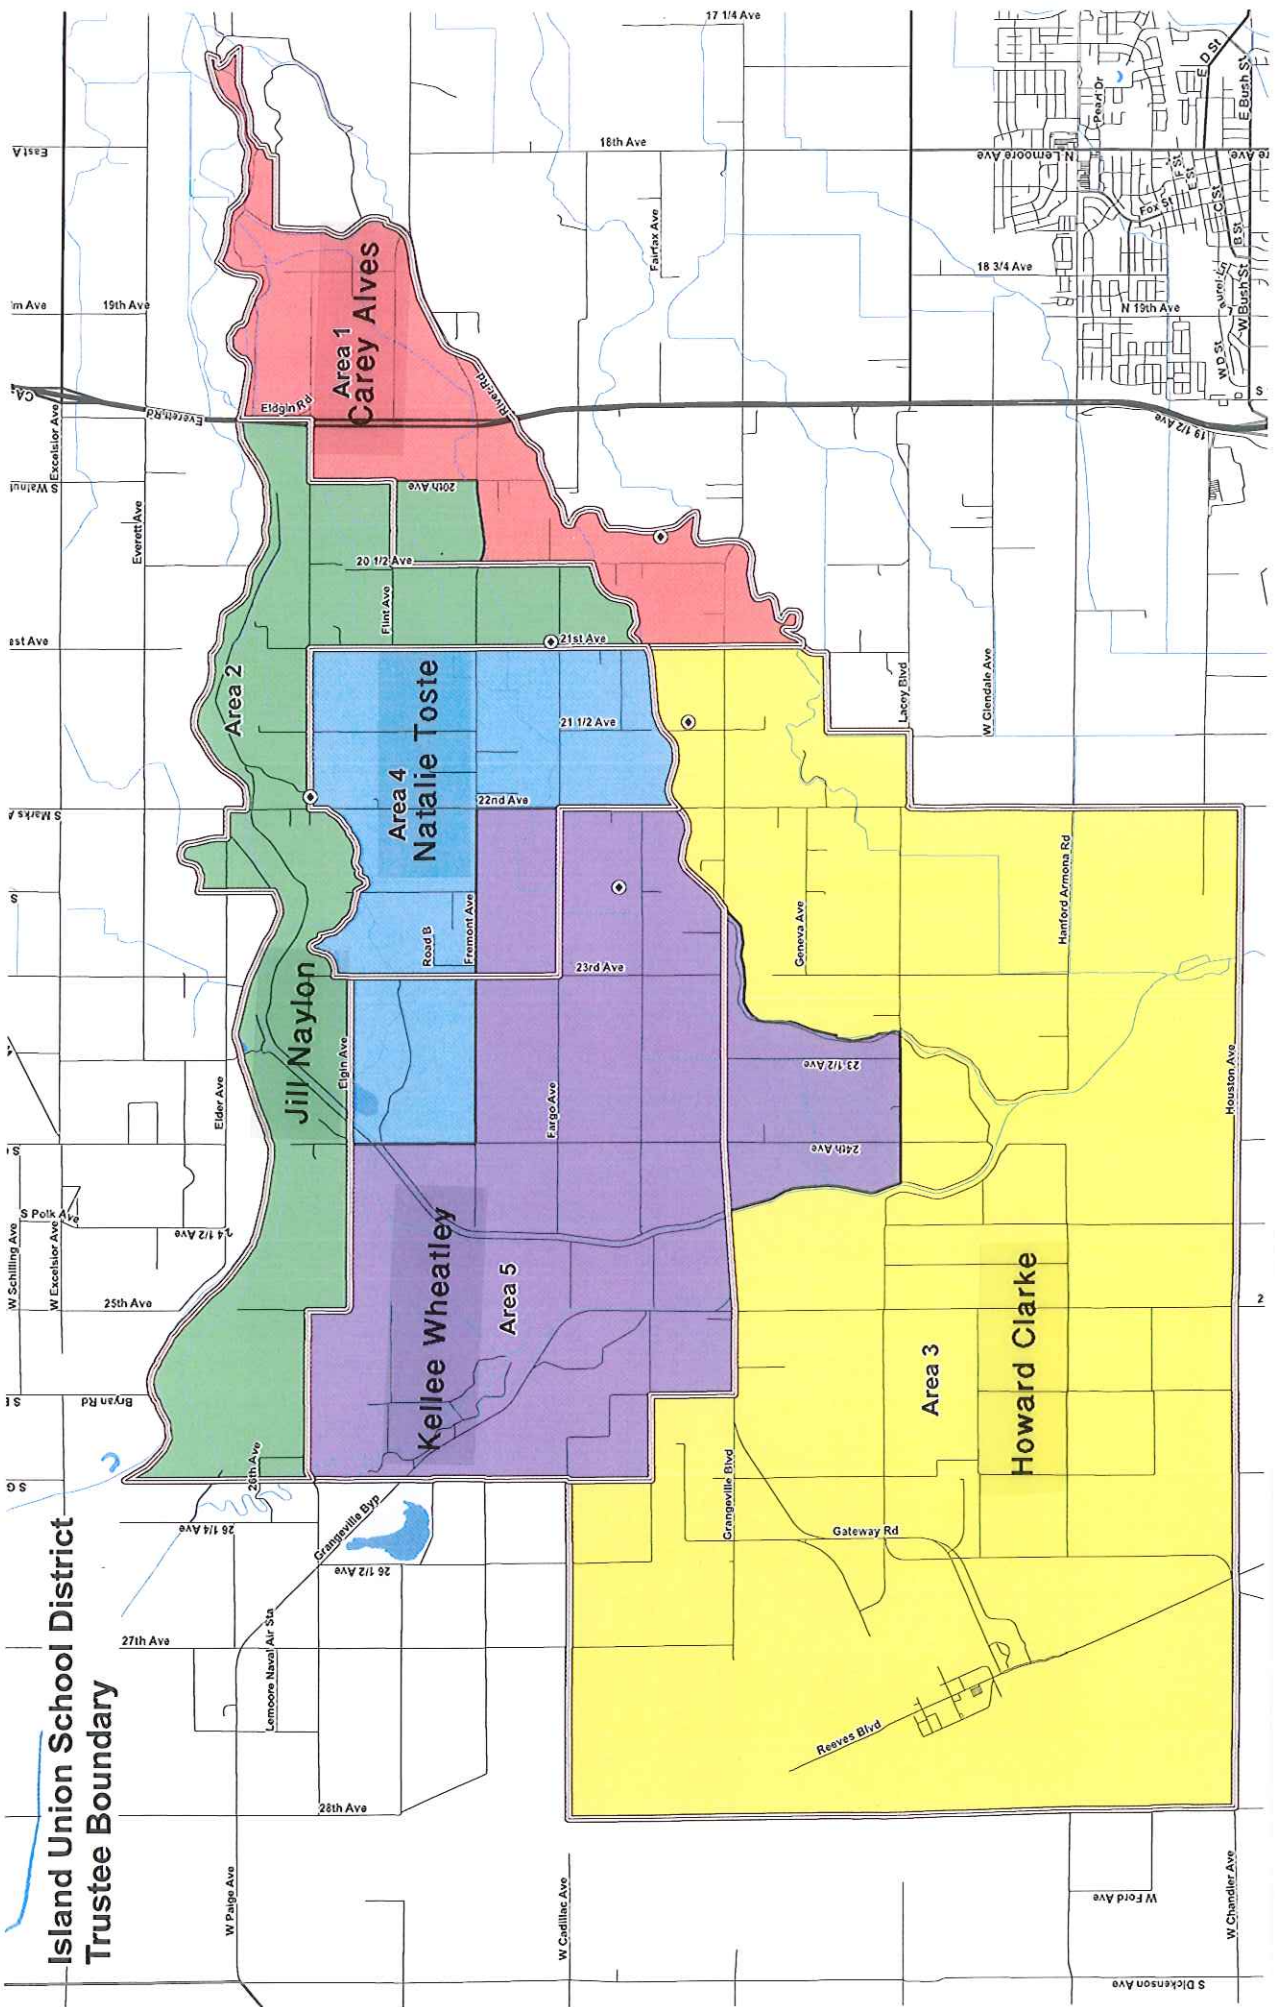 Island Union School District
Trustee Boundary
Area 1
Carey Alves
Area 2
Jill Naylon
Area 4
Natalie Toste
Kellee Wheatley
Area 5
Area 3
Howard Clarke
17 1/4 Ave
18th Ave
East A
Fairfax Ave
18 3/4 Ave
N 19th Ave
19th Ave
N Lemoore Ave
Pearl Dr
E D St
E Bush St
F St
E St
Fox St
C St
B St
W Bush St
W D St
19 1/2 Ave
Excelsior Ave
Everett Rd
Eldgin Rd
River Rd
S Walnut
20th Ave
Everett Ave
20 1/2 Ave
Flint Ave
21st Ave
Lacey Blvd
W Glendale Ave
21 1/2 Ave
22nd Ave
S Marks A
Road B
Fremont Ave
23rd Ave
Geneva Ave
Hanford Armona Rd
Elder Ave
Elgin Ave
Fargo Ave
23 1/2 Ave
24th Ave
Houston Ave
S Polk Ave
24 1/2 Ave
W Schilling Ave
W Excelsior Ave
25th Ave
Bryan Rd
26th Ave
26 1/4 Ave
Grangeville Byp
26 1/2 Ave
Grangeville Blvd
Gateway Rd
27th Ave
Lemoore Naval Air Sta
Reeves Blvd
28th Ave
W Paige Ave
W Cadillac Ave
W Ford Ave
W Chandler Ave
S Dickenson Ave